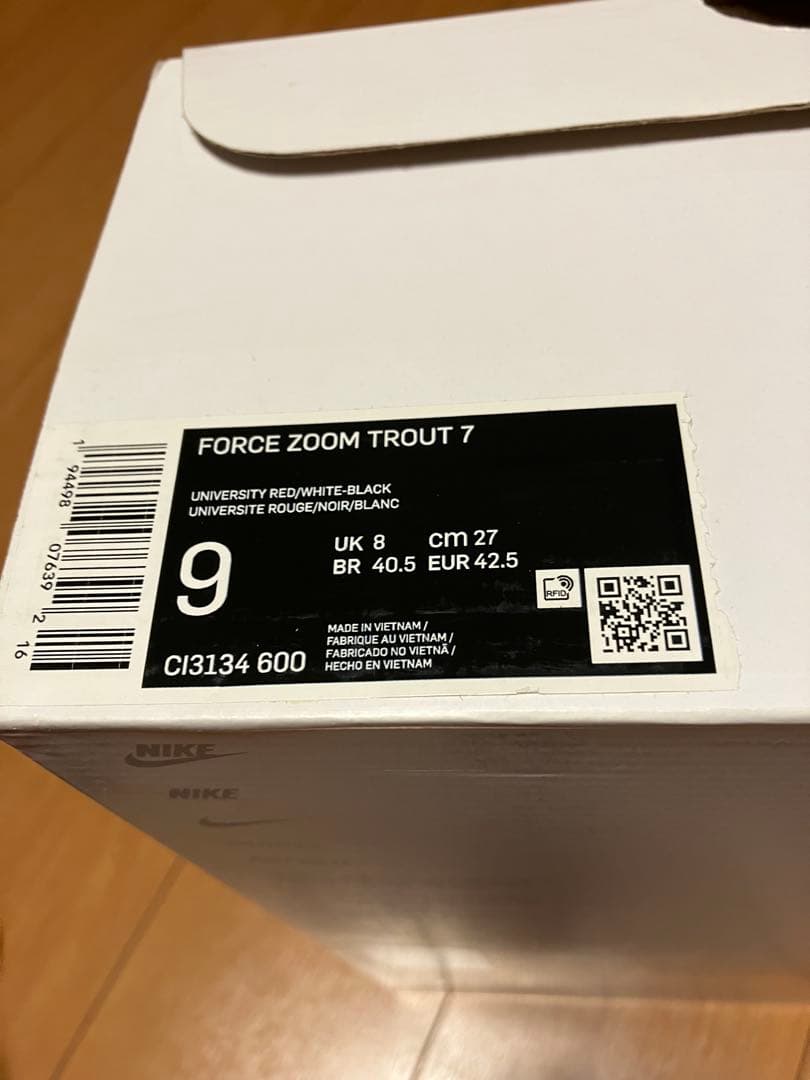 FORCE ZOOM TROUT 7
UNIVERSITY RED/WHITE-BLACK
UNIVERSITE ROUGE/NOIR/BLANC
9
UK 8 cm 27
BR 40.5 EUR 42.5
RFID
CI3134 600
MADE IN VIETNAM /
FABRIQUE AU VIETNAM /
FABRICADO NO VIETNÃ /
HECHO EN VIETNAM
1 94498 07639 2 16
NIKE
NIKE